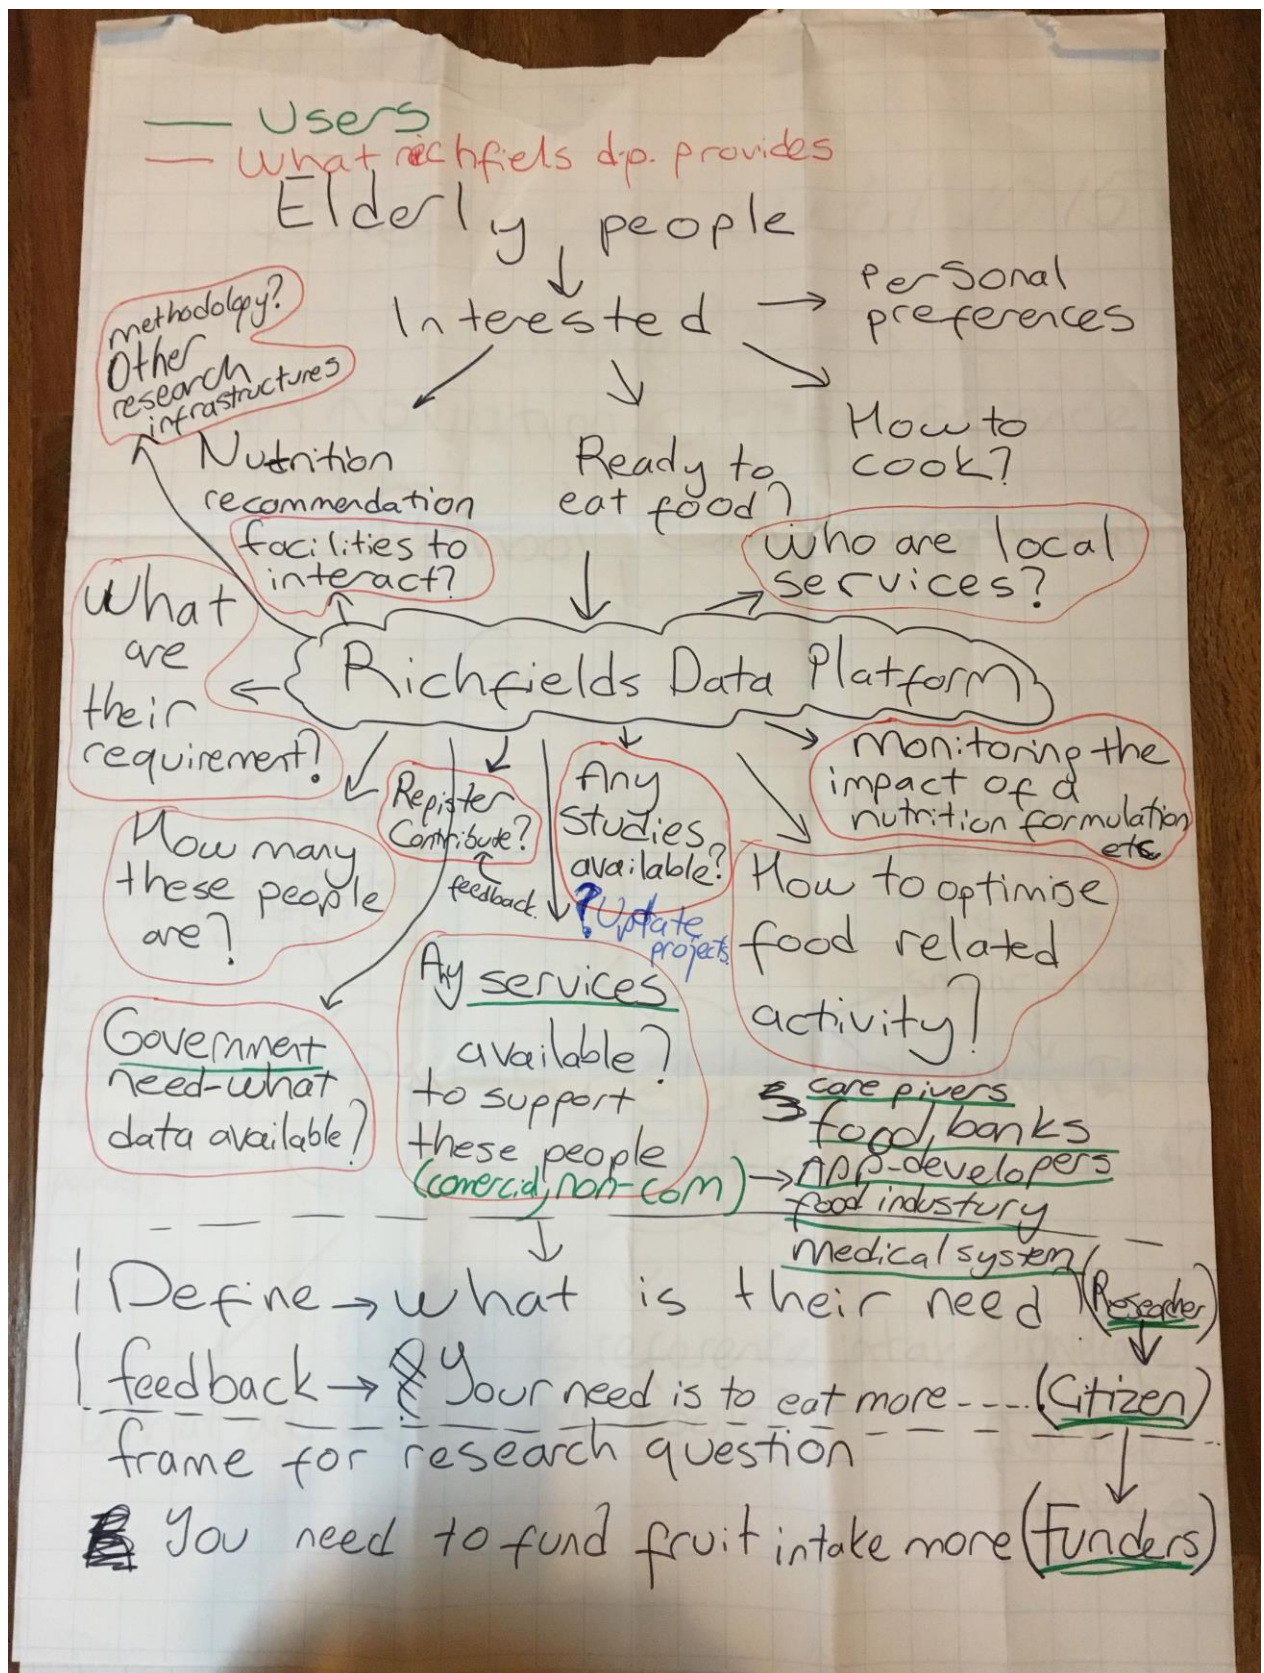 Users
What richfiels d.p. provides
Elderly people
Interested
personal
preferences
methodology?
Other
research
infrastructures
Nutrition
recommendation
Ready to
eat food?
How to
cook?
facilities to
interact?
who are local
services?
What
are
their
requirement?
Richfields Data Platform
Monitoring the
impact of a
nutrition formulation
etc
Register
Contribute?
feedback.
Any
studies
available?
? Update
projects.
How many
these people
are?
How to optimise
food related
activity?
Any services
available?
to support
these people
(comercial, non-com)
Government
need-what
data available?
care givers
food, banks
App-developers
food industury
medical system
Define → what is their need (Researcher)
feedback → Your need is to eat more---- (Citizen)
frame for research question
You need to fund fruit intake more (Funders)